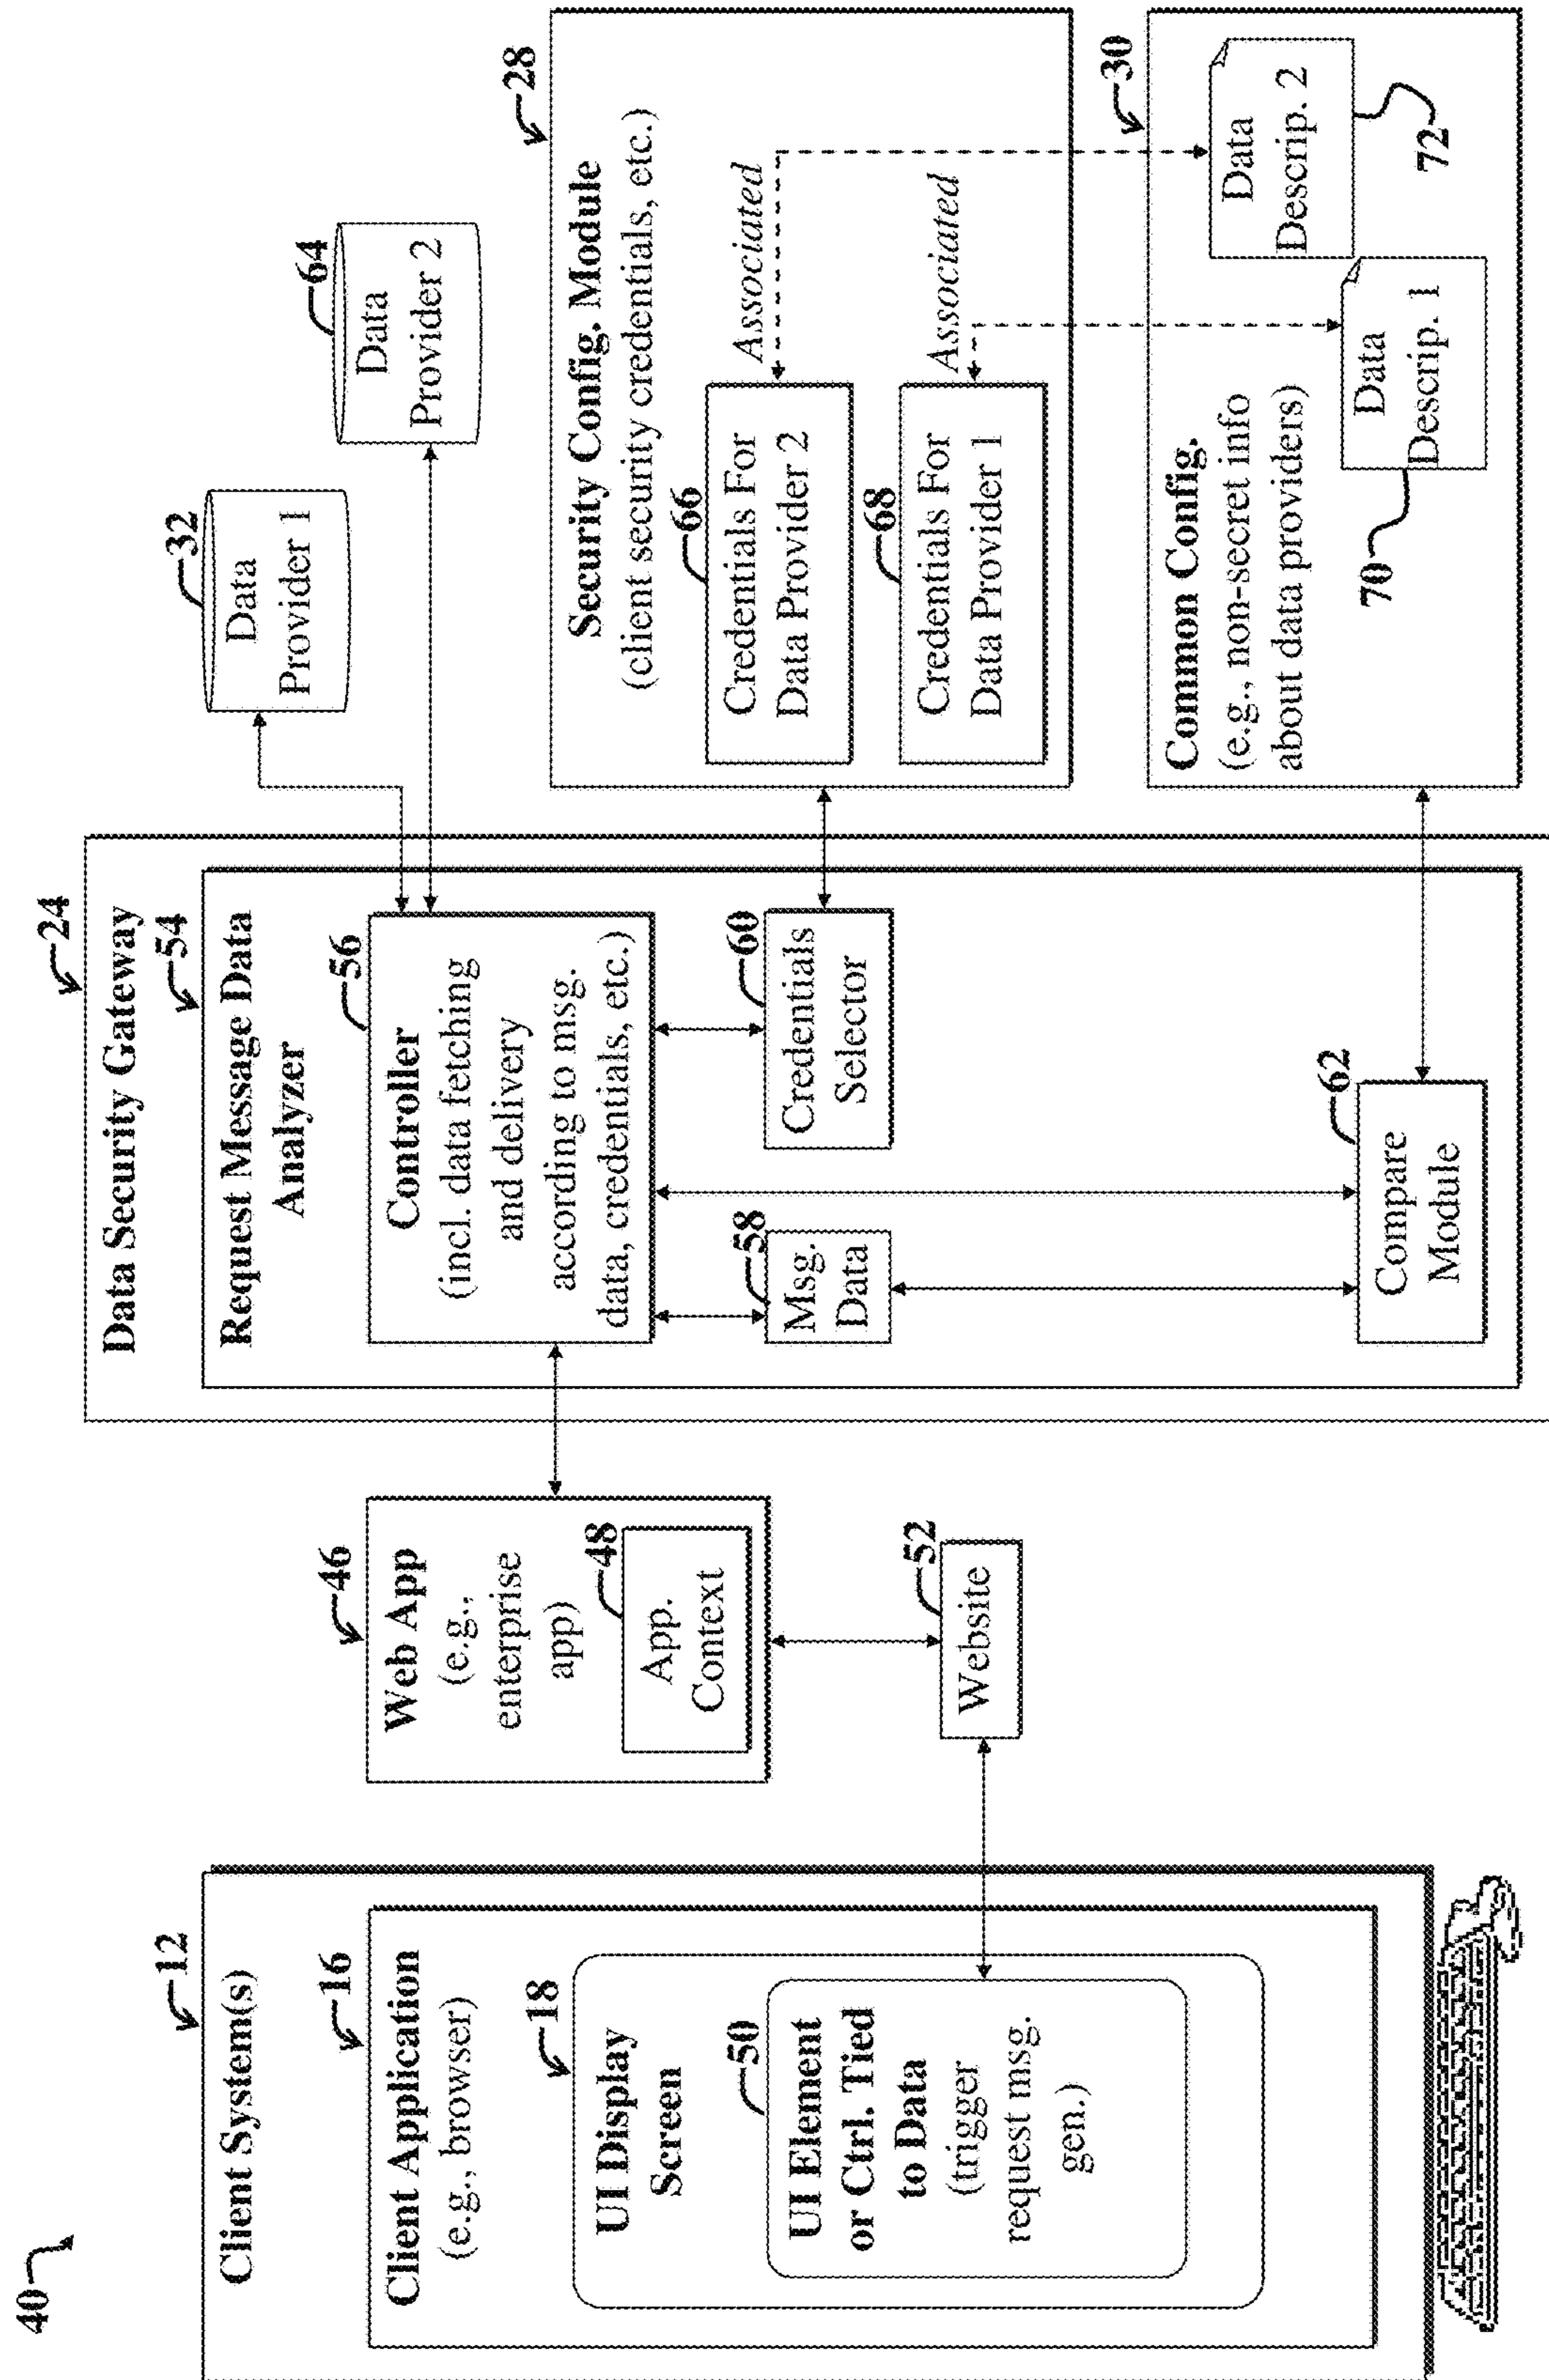 40
12
Client System(s)
16
Client Application
(e.g., browser)
18
UI Display
Screen
50
UI Element
or Ctrl. Tied
to Data
(trigger
request msg.
gen.)
46
Web App
(e.g.,
enterprise
app)
48
App.
Context
52
Website
24
Data Security Gateway
54
Request Message Data
Analyzer
56
Controller
(incl. data fetching
and delivery
according to msg.
data, credentials, etc.)
58
Msg.
Data
60
Credentials
Selector
62
Compare
Module
32
Data
Provider 1
64
Data
Provider 2
28
Security Config. Module
(client security credentials, etc.)
66
Credentials For
Data Provider 2
Associated
68
Credentials For
Data Provider 1
Associated
30
Common Config.
(e.g., non-secret info
about data providers)
Data
Descrip. 2
72
Data
Descrip. 1
70